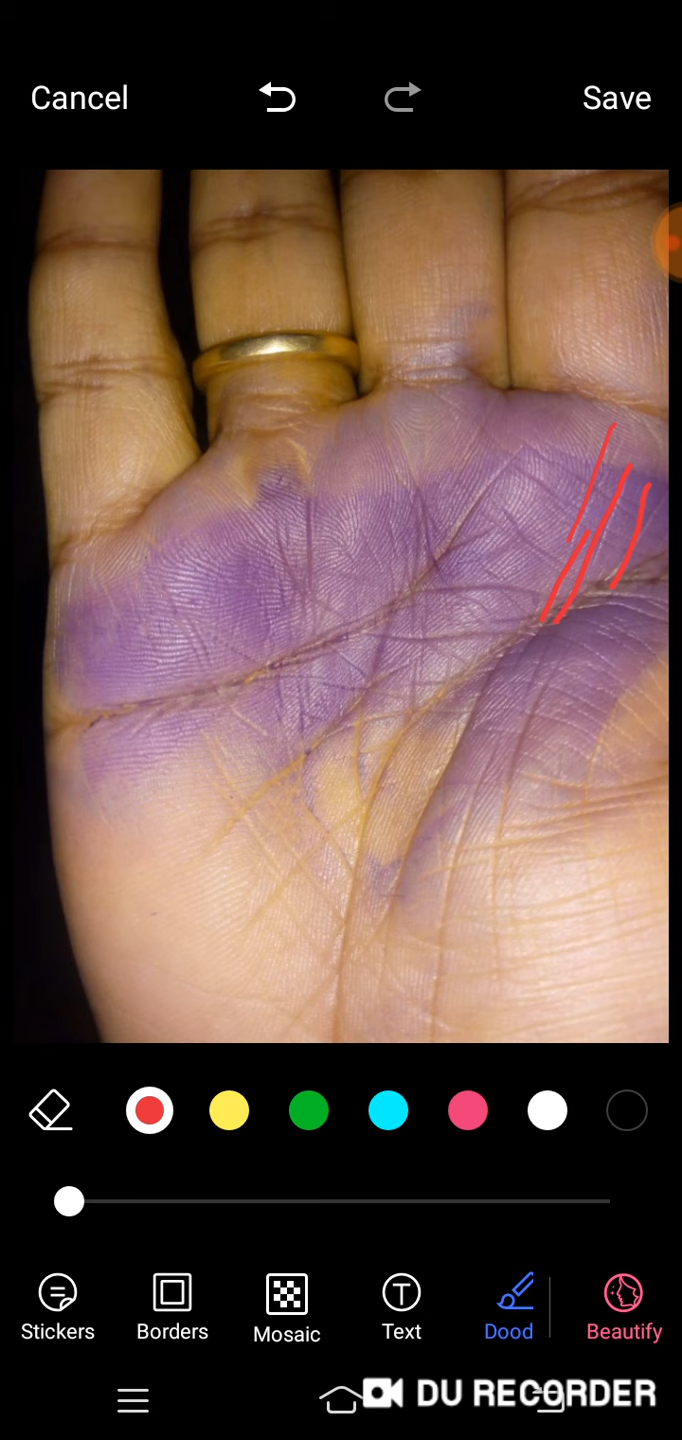 Cancel
Save
Stickers
Borders
Mosaic
Text
Dood
Beautify
DU RECORDER